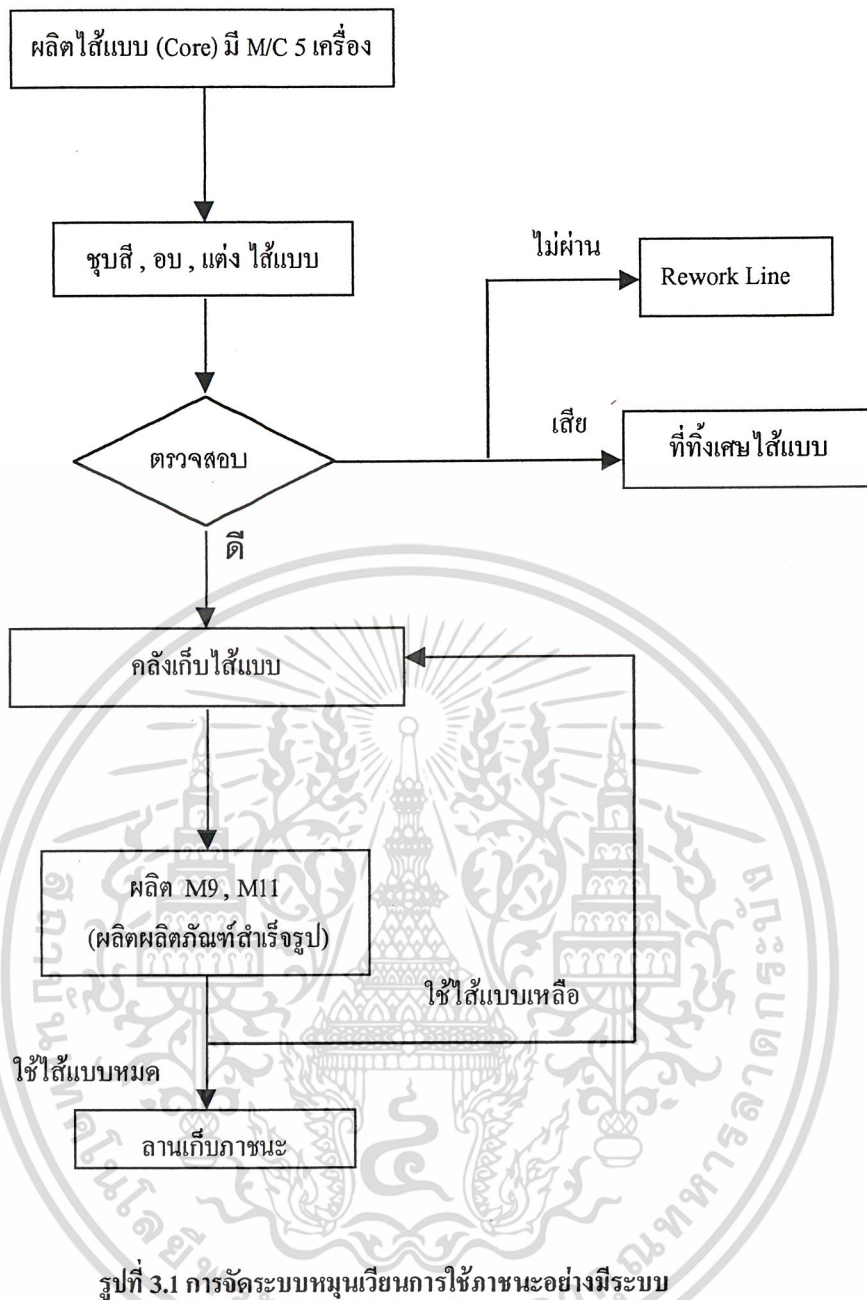 ผลิตไส้แบบ (Core) มี M/C 5 เครื่อง
ชุบสี , อบ , แต่ง ไส้แบบ
ไม่ผ่าน
Rework Line
ตรวจสอบ
เสีย
ที่ทิ้งเศษไส้แบบ
ดี
คลังเก็บไส้แบบ
ผลิต M9 , M11
(ผลิตผลิตภัณฑ์สำเร็จรูป)
ใช้ไส้แบบเหลือ
ใช้ไส้แบบหมด
ลานเก็บภาชนะ
รูปที่ 3.1 การจัดระบบหมุนเวียนการใช้ภาชนะอย่างมีระบบ